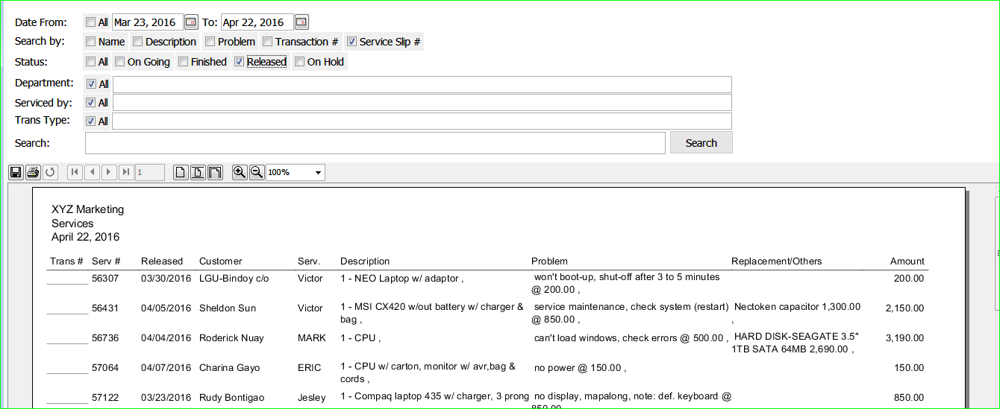 Date From: All Mar 23, 2016 To: Apr 22, 2016
Search by: Name Description Problem Transaction # Service Slip #
Status: All On Going Finished Released On Hold
Department: All
Serviced by: All
Trans Type: All
Search: Search
1 100%
XYZ Marketing
Services
April 22, 2016
Trans # Serv # Released Customer Serv. Description Problem Replacement/Others Amount
56307 03/30/2016 LGU-Bindoy c/o Victor 1 - NEO Laptop w/ adaptor , won't boot-up, shut-off after 3 to 5 minutes 200.00
@ 200.00 ,
56431 04/05/2016 Sheldon Sun Victor 1 - MSI CX420 w/out battery w/ charger & service maintenance, check system (restart) Nectoken capacitor 1,300.00 2,150.00
bag , @ 850.00 , ,
56736 04/04/2016 Roderick Nuay MARK 1 - CPU , can't load windows, check errors @ 500.00 , HARD DISK-SEAGATE 3.5" 3,190.00
1TB SATA 64MB 2,690.00 ,
57064 04/07/2016 Charina Gayo ERIC 1 - CPU w/ carton, monitor w/ avr,bag & no power @ 150.00 , 150.00
cords ,
57122 03/23/2016 Rudy Bontigao Jesley 1 - Compaq laptop 435 w/ charger, 3 prong no display, mapalong, note: def. keyboard @ 850.00